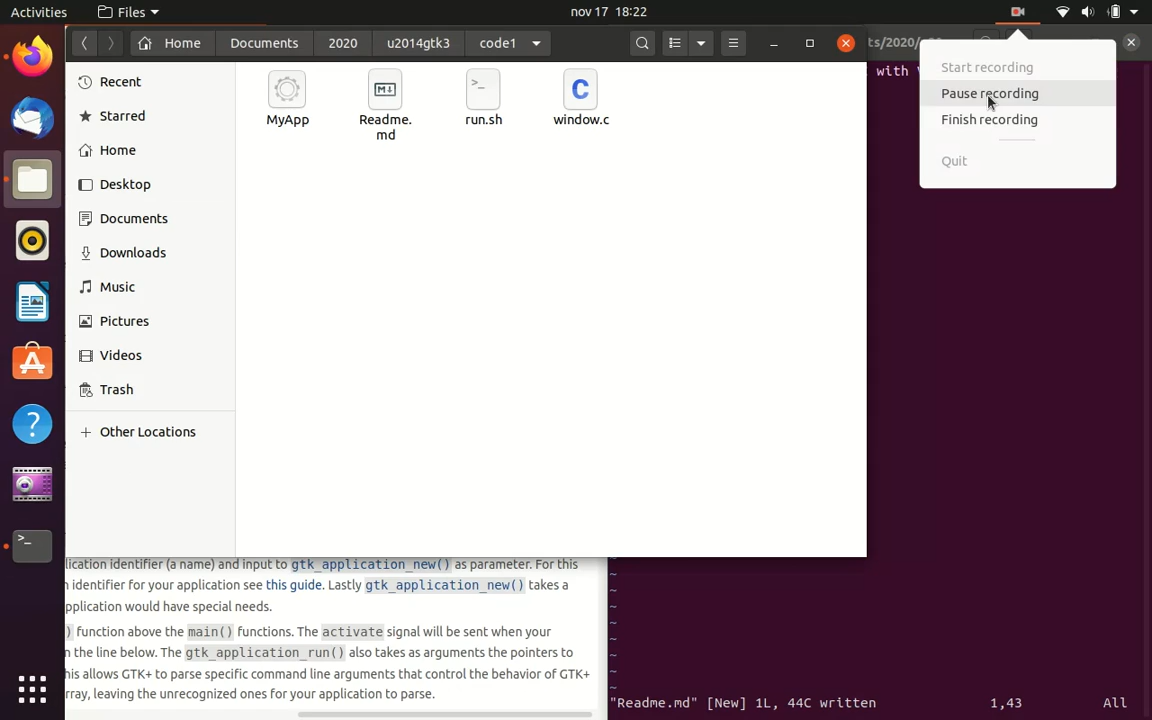 Activities Files nov 17 18:22
Home Documents 2020 u2014gtk3 code1
ts/2020/
Recent
Starred
Home
Desktop
Documents
Downloads
Music
Pictures
Videos
Trash
Other Locations
MyApp
Readme.
md
run.sh
window.c
with
Start recording
Pause recording
Finish recording
Quit
lication identifier (a name) and input to gtk_application_new() as parameter. For this
identifier for your application see this guide. Lastly gtk_application_new() takes a
pplication would have special needs.
) function above the main() functions. The activate signal will be sent when your
n the line below. The gtk_application_run() also takes as arguments the pointers to
his allows GTK+ to parse specific command line arguments that control the behavior of GTK+
rray, leaving the unrecognized ones for your application to parse.
~
~
~
~
~
~
~
"Readme.md" [New] 1L, 44C written 1,43 All